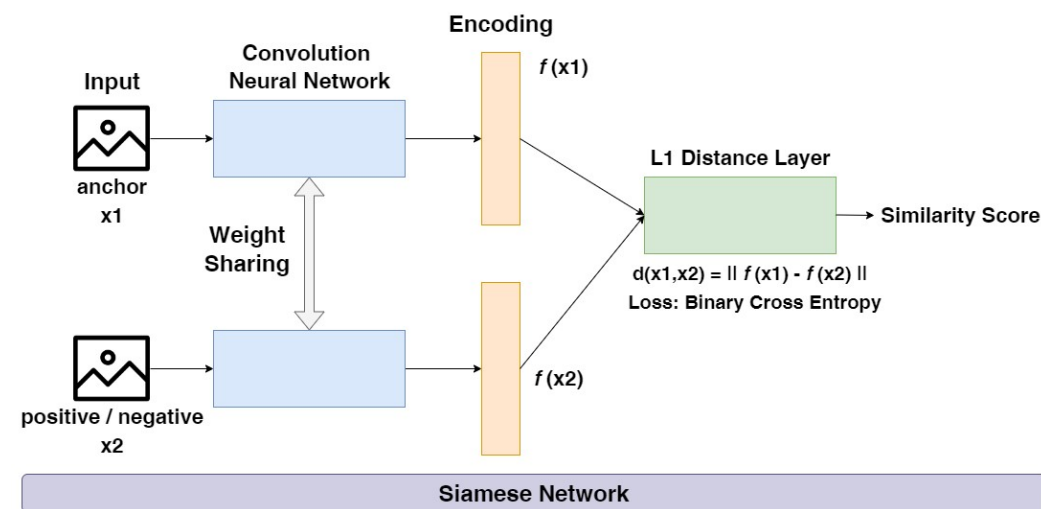 Encoding
Convolution
Neural Network
f (x1)
Input
L1 Distance Layer
anchor
x1
Similarity Score
Weight
Sharing
d(x1,x2) = || f (x1) - f (x2) ||
Loss: Binary Cross Entropy
f (x2)
positive / negative
x2
Siamese Network